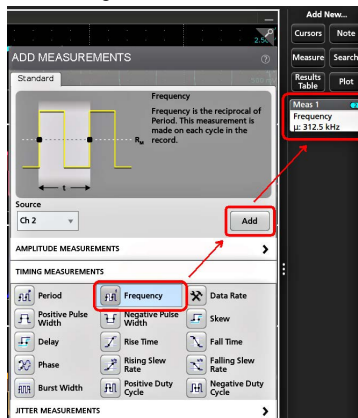 2.50
ADD MEASUREMENTS
Standard
Frequency
Frequency is the reciprocal of
Period. This measurement is
made on each cycle in the
record.
RM
t
Source
Ch 2
Add
AMPLITUDE MEASUREMENTS
TIMING MEASUREMENTS
Period
Frequency
Data Rate
Positive Pulse
Width
Negative Pulse
Width
Skew
Delay
Rise Time
Fall Time
Phase
Rising Slew
Rate
Falling Slew
Rate
Burst Width
Positive Duty
Cycle
Negative Duty
Cycle
JITTER MEASUREMENTS
Add New...
Cursors
Note
Measure
Search
Results
Table
Plot
Meas 1
Frequency
µ: 312.5 kHz